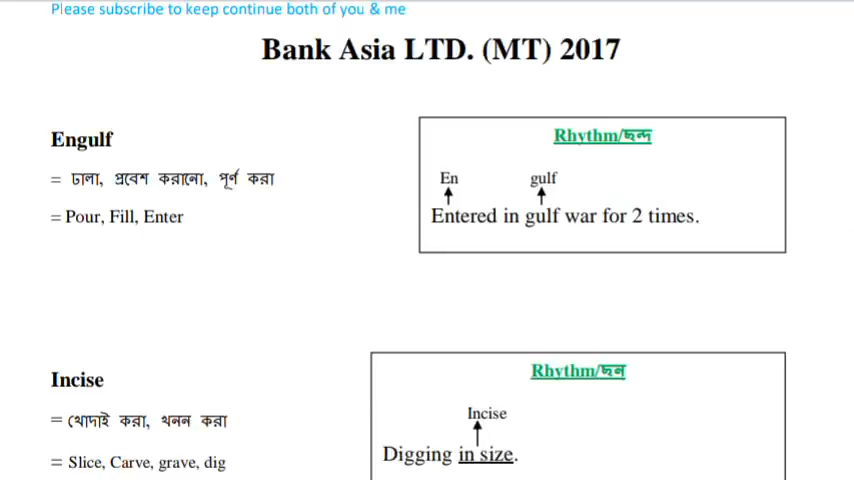 Please subscribe to keep continue both of you & me
Bank Asia LTD. (MT) 2017
Engulf
= ঢালা, প্রবেশ করানো, পূর্ণ করা
= Pour, Fill, Enter
Rhythm/ছন্দ
En gulf
Entered in gulf war for 2 times.
Incise
= খোদাই করা, খনন করা
= Slice, Carve, grave, dig
Rhythm/ছন্দ
Incise
Digging in size.